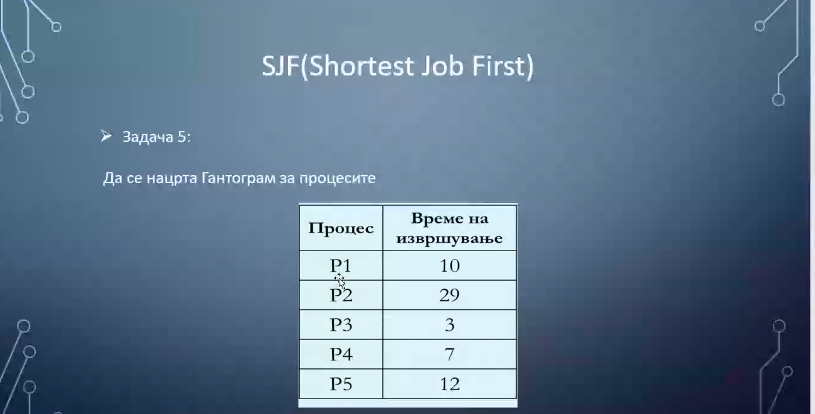 SJF(Shortest Job First)
Задача 5:
Да се нацрта Гантограм за процесите
Процес Време на извршување
P1 10
P2 29
P3 3
P4 7
P5 12